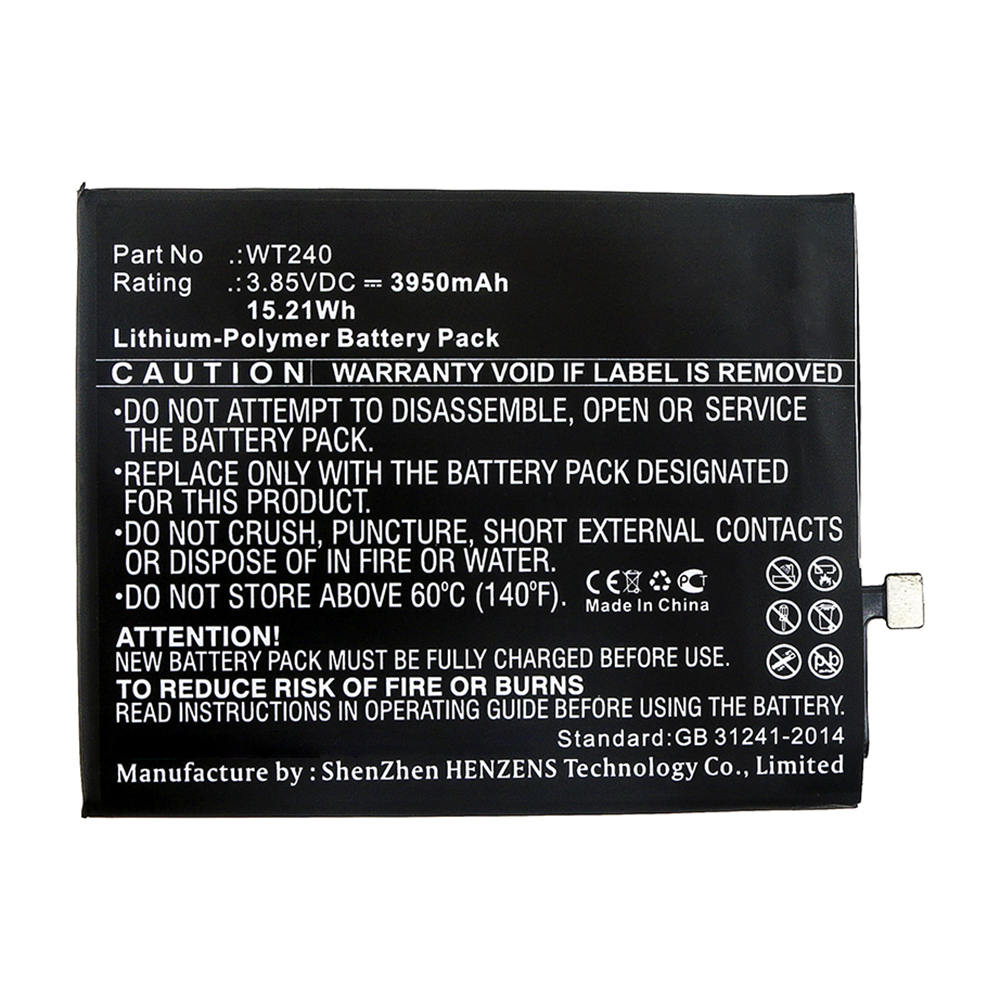 Part No .:WT240
Rating .:3.85VDC ⎓ 3950mAh
15.21Wh
Lithium-Polymer Battery Pack
CAUTION WARRANTY VOID IF LABEL IS REMOVED
•DO NOT ATTEMPT TO DISASSEMBLE, OPEN OR SERVICE
THE BATTERY PACK.
•REPLACE ONLY WITH THE BATTERY PACK DESIGNATED
FOR THIS PRODUCT.
•DO NOT CRUSH, PUNCTURE, SHORT EXTERNAL CONTACTS
OR DISPOSE OF IN FIRE OR WATER.
•DO NOT STORE ABOVE 60ºC (140ºF).
CE PCT
Made In China
ATTENTION!
NEW BATTERY PACK MUST BE FULLY CHARGED BEFORE USE.
Pb
TO REDUCE RISK OF FIRE OR BURNS
READ INSTRUCTIONS IN OPERATING GUIDE BEFORE USING THE BATTERY.
Standard:GB 31241-2014
Manufacture by : ShenZhen HENZENS Technology Co., Limited